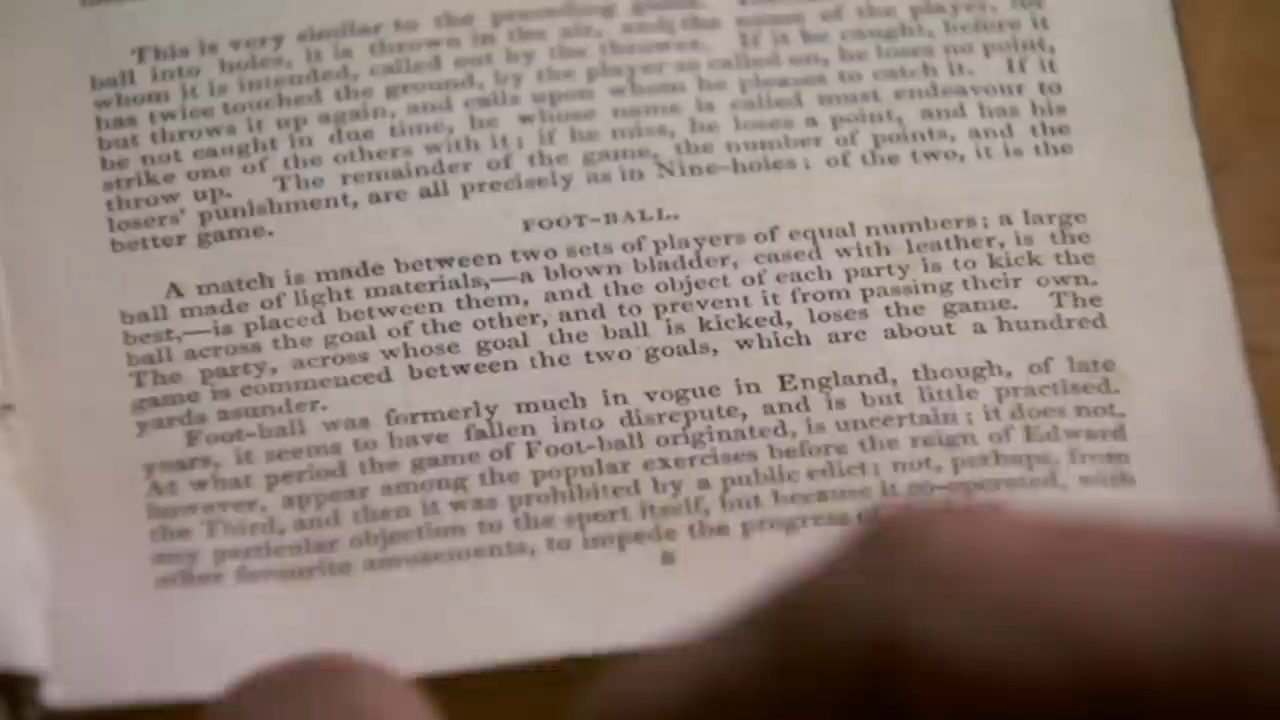 This is very similar to the preceding game.
ball into holes, it is thrown in the air, and the name of the player, for
whom it is intended, called out by the thrower. If it be caught, before it
has twice touched the ground, by the player so called on, he loses no point,
but throws it up again, and calls upon whom he pleases to catch it. If it
be not caught in due time, he whose name is called must endeavour to
strike one of the others with it; if he miss, he loses a point, and has his
throw up. The remainder of the game, the number of points, and the
losers' punishment, are all precisely as in Nine-holes: of the two, it is the
better game.
FOOT-BALL.
A match is made between two sets of players of equal numbers; a large
ball made of light materials,—a blown bladder, cased with leather, is the
best,—is placed between them, and the object of each party is to kick the
ball across the goal of the other, and to prevent it from passing their own.
The party, across whose goal the ball is kicked, loses the game. The
game is commenced between the two goals, which are about a hundred
yards asunder.
Foot-ball was formerly much in vogue in England, though, of late
years, it seems to have fallen into disrepute, and is but little practised.
At what period the game of Foot-ball originated, is uncertain; it does not,
however, appear among the popular exercises before the reign of Edward
the Third, and then it was prohibited by a public edict; not, perhaps, from
any particular objection to the sport itself, but because it co-operated, with
other favourite amusements, to impede the progress